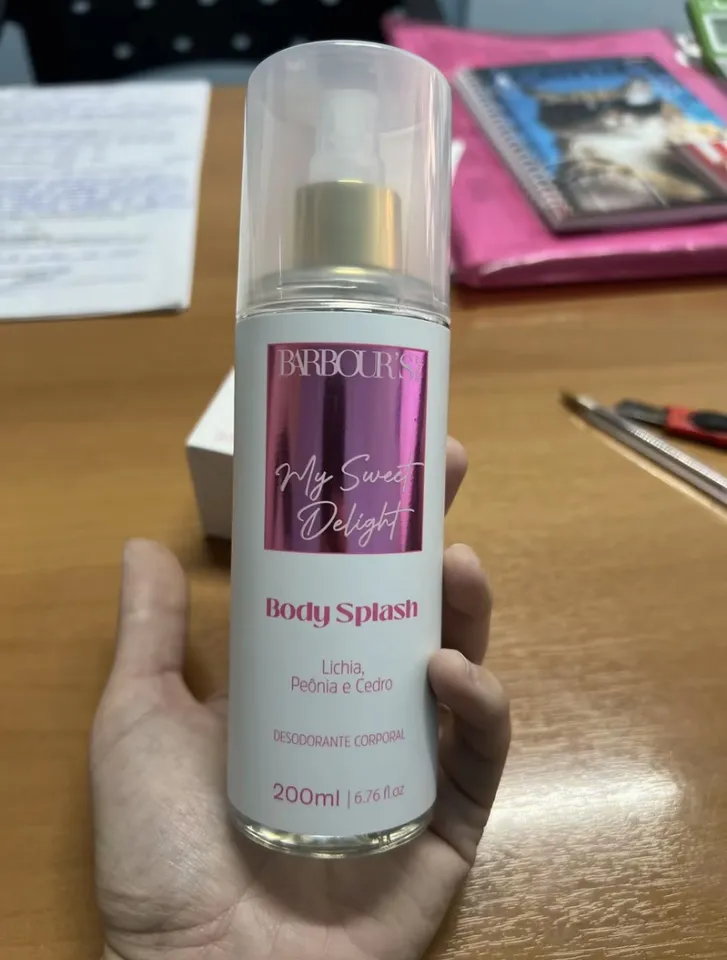 BARBOUR'S
My Sweet
Delight
Body Splash
Lichia,
Peônia e Cedro
DESODORANTE CORPORAL
200ml | 6.76 fl.oz